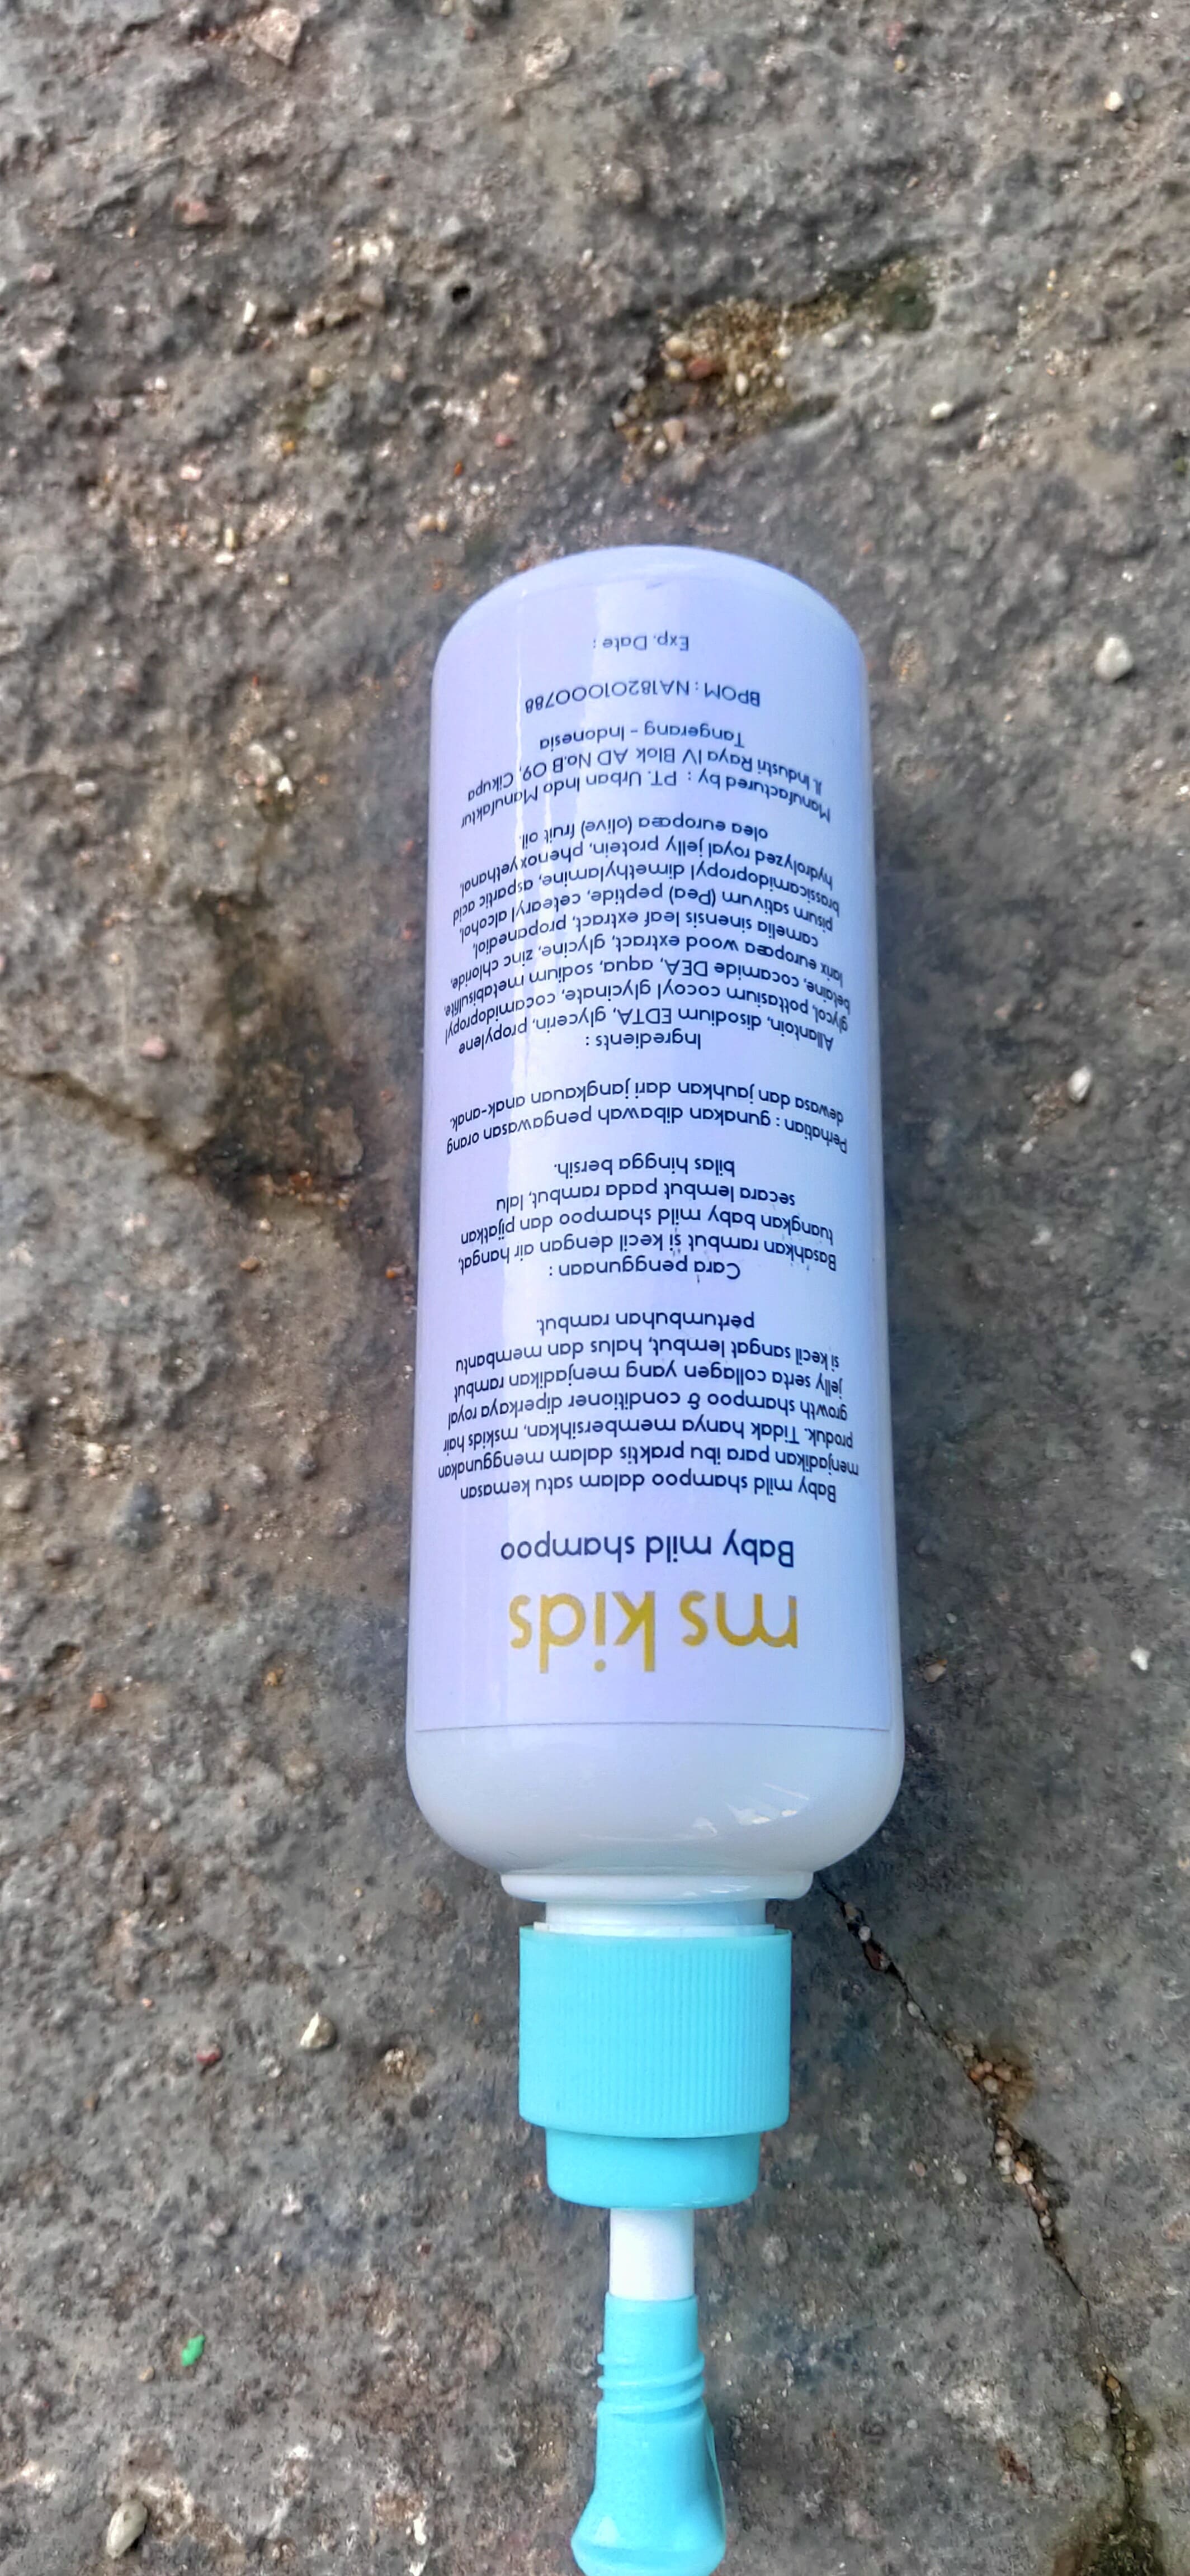 ms kids
Baby mild shampoo
Baby mild shampoo dalam satu kemasan
menjadikan para ibu praktis dalam menggunakan
produk. Tidak hanya membersihkan, mskids hair
growth shampoo & conditioner diperkaya royal
jelly serta collagen yang menjadikan rambut
si kecil sangat lembut, halus dan membantu
pertumbuhan rambut.
Cara penggunaan :
Basahkan rambut si kecil dengan air hangat,
tuangkan baby mild shampoo dan pijatkan
secara lembut pada rambut, lalu
bilas hingga bersih.
Perhatian : gunakan dibawah pengawasan orang
dewasa dan jauhkan dari jangkauan anak-anak.
Ingredients :
Allantoin, disodium EDTA, glycerin, propylene
glycol, pottasium cocoyl glycinate, cocamidopropyl
betaine, cocamide DEA, aqua, sodium metabisulfite,
larix europæa wood extract, glycine, zinc chloride,
camelia sinensis leaf extract, propanediol,
pisum sativum (Pea) peptide, cetearyl alcohol,
brassicamidopropyl dimethylamine, aspartic acid
hydrolyzed royal jelly protein, phenoxyethanol,
olea europæa (olive) fruit oil.
Manufactured by : PT. Urban Indo Manufaktur
Jl. Industri Raya IV Blok AD No.B 09, Cikupa
Tangerang - Indonesia
BPOM : NA18201000788
Exp. Date :